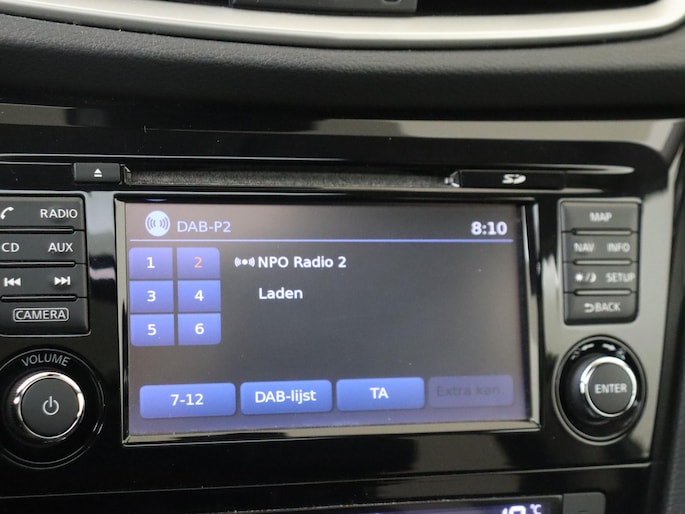 RADIO
CD AUX
CAMERA
VOLUME
SD
DAB-P2 8:10
1 2 NPO Radio 2
3 4 Laden
5 6
7-12 DAB-lijst TA Extra kan.
MAP
NAV INFO
SETUP
BACK
ENTER
°C